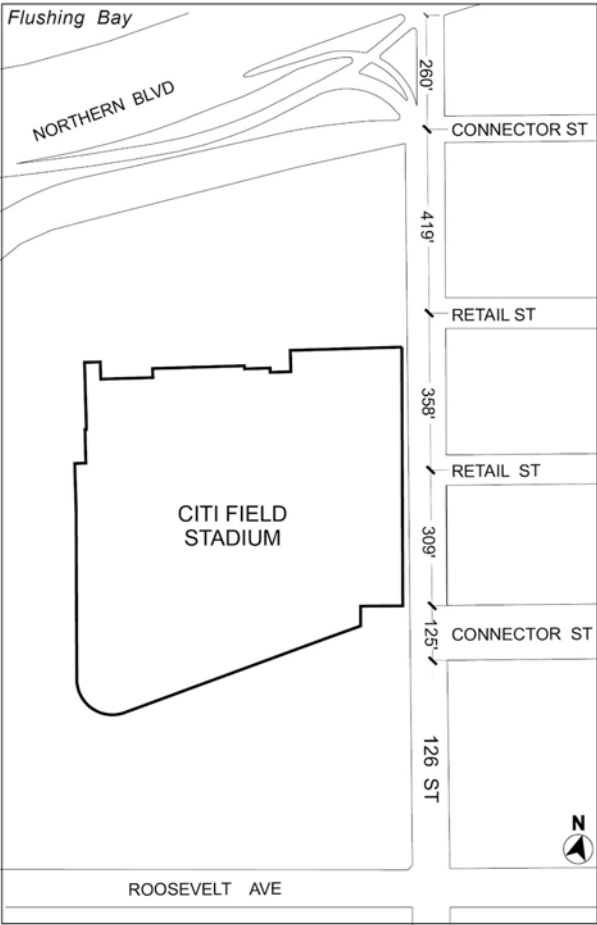 Flushing Bay
NORTHERN BLVD
260'
CONNECTOR ST
419'
RETAIL ST
358'
RETAIL ST
CITI FIELD
STADIUM
309'
125'
CONNECTOR ST
126 ST
N
ROOSEVELT AVE